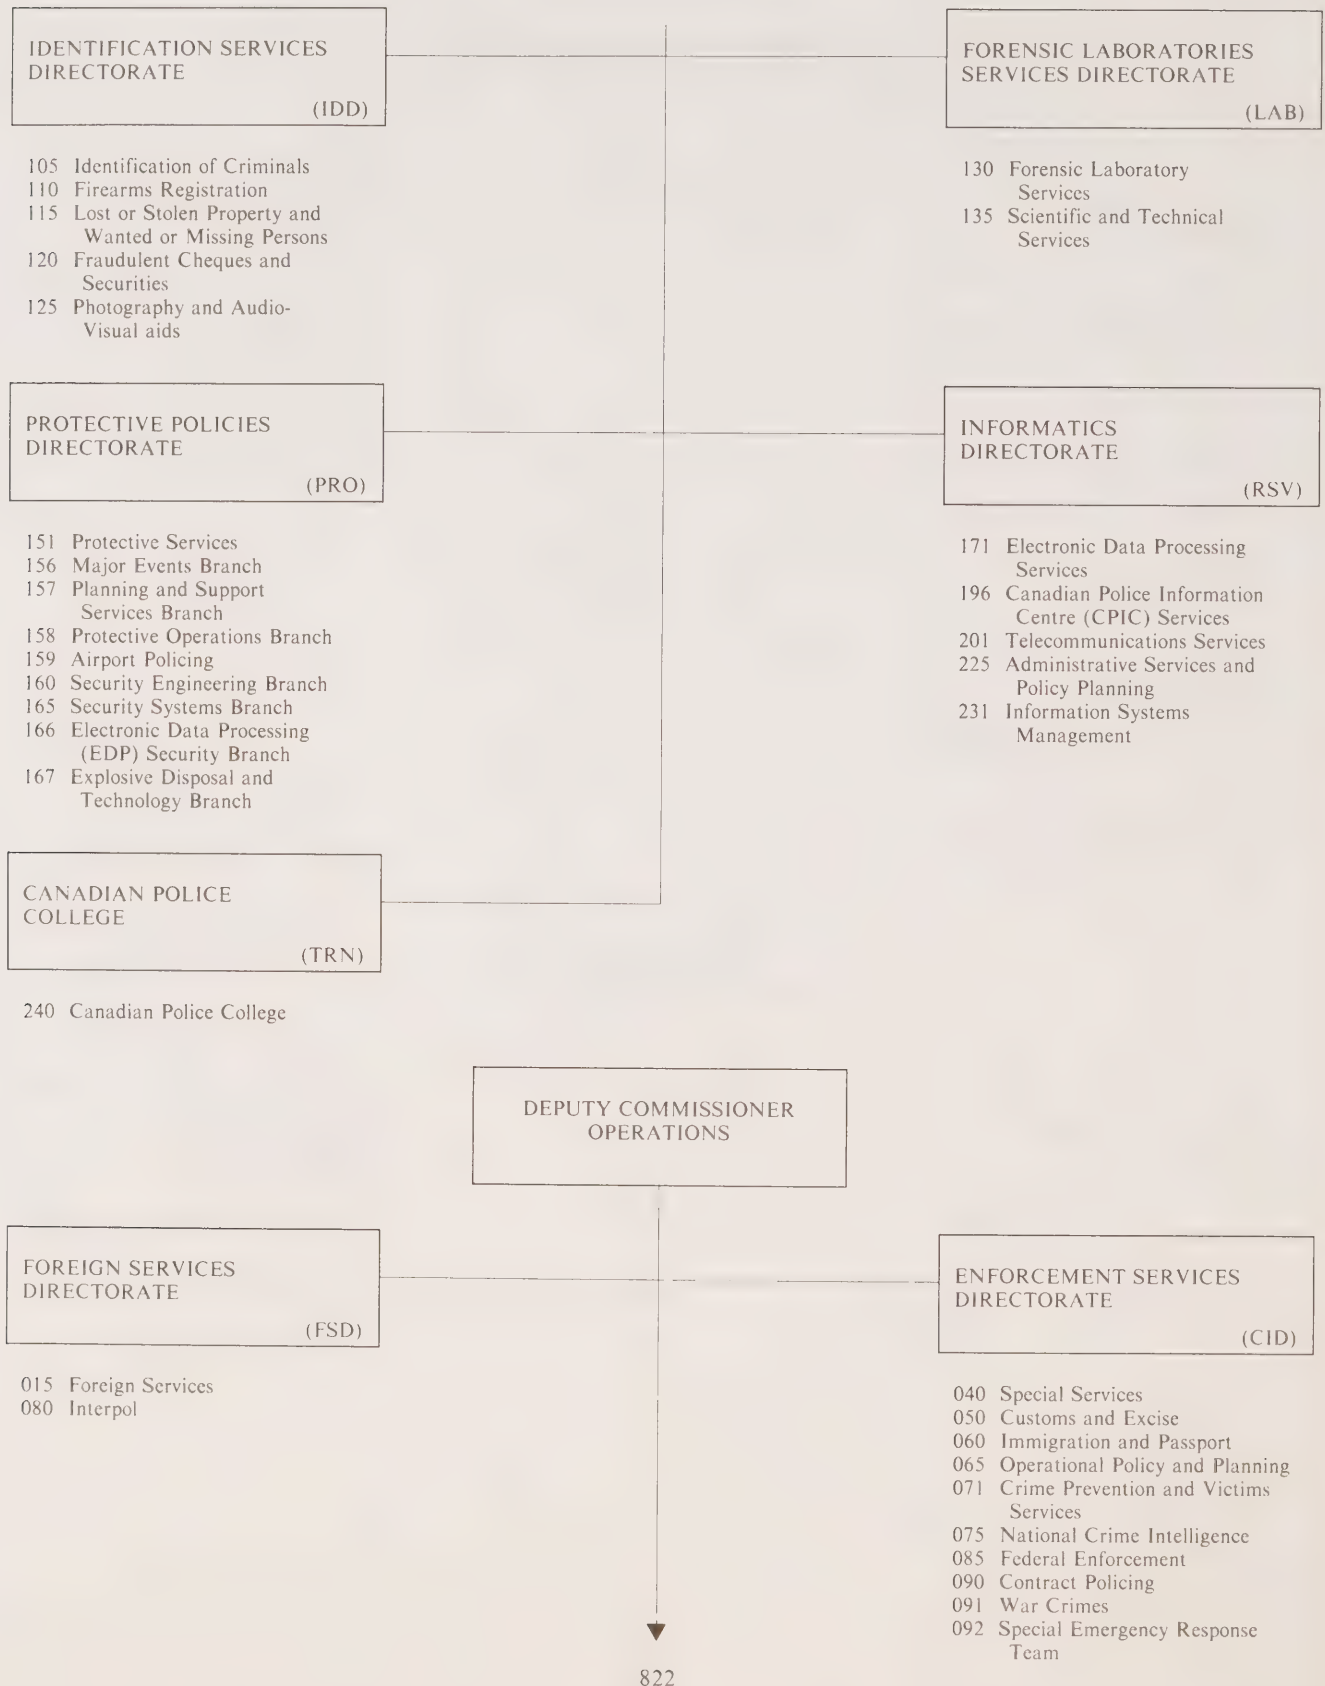 IDENTIFICATION SERVICES
DIRECTORATE
(IDD)
105 Identification of Criminals
110 Firearms Registration
115 Lost or Stolen Property and
Wanted or Missing Persons
120 Fraudulent Cheques and
Securities
125 Photography and Audio-
Visual aids
FORENSIC LABORATORIES
SERVICES DIRECTORATE
(LAB)
130 Forensic Laboratory
Services
135 Scientific and Technical
Services
PROTECTIVE POLICIES
DIRECTORATE
(PRO)
151 Protective Services
156 Major Events Branch
157 Planning and Support
Services Branch
158 Protective Operations Branch
159 Airport Policing
160 Security Engineering Branch
165 Security Systems Branch
166 Electronic Data Processing
(EDP) Security Branch
167 Explosive Disposal and
Technology Branch
INFORMATICS
DIRECTORATE
(RSV)
171 Electronic Data Processing
Services
196 Canadian Police Information
Centre (CPIC) Services
201 Telecommunications Services
225 Administrative Services and
Policy Planning
231 Information Systems
Management
CANADIAN POLICE
COLLEGE
(TRN)
240 Canadian Police College
DEPUTY COMMISSIONER
OPERATIONS
FOREIGN SERVICES
DIRECTORATE
(FSD)
015 Foreign Services
080 Interpol
ENFORCEMENT SERVICES
DIRECTORATE
(CID)
040 Special Services
050 Customs and Excise
060 Immigration and Passport
065 Operational Policy and Planning
071 Crime Prevention and Victims
Services
075 National Crime Intelligence
085 Federal Enforcement
090 Contract Policing
091 War Crimes
092 Special Emergency Response
Team
822